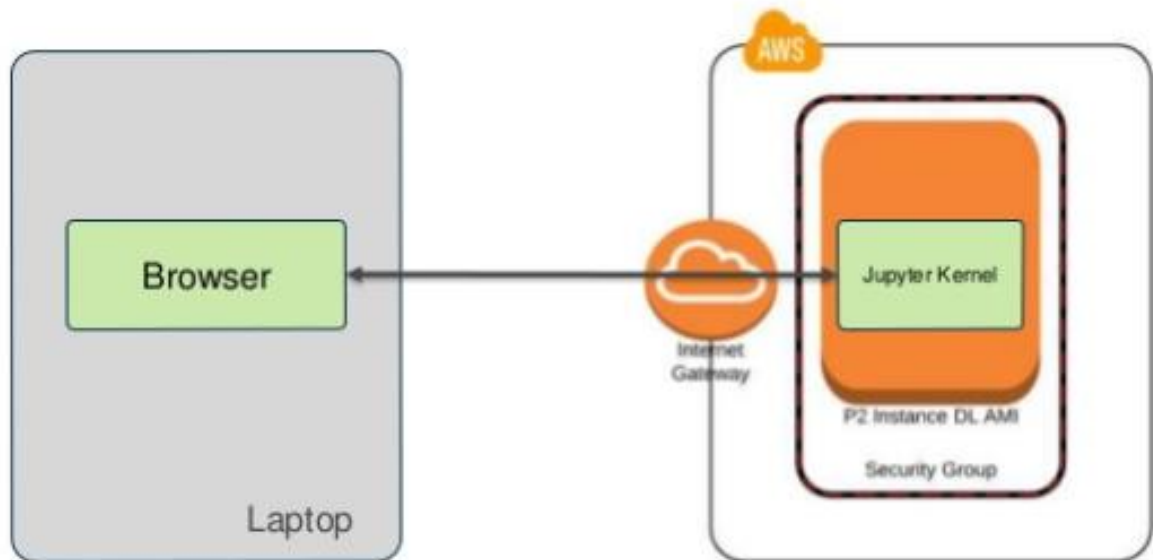 AWS
Browser
Jupyter Kernel
Internet
Gateway
P2 Instance DL AMI
Security Group
Laptop